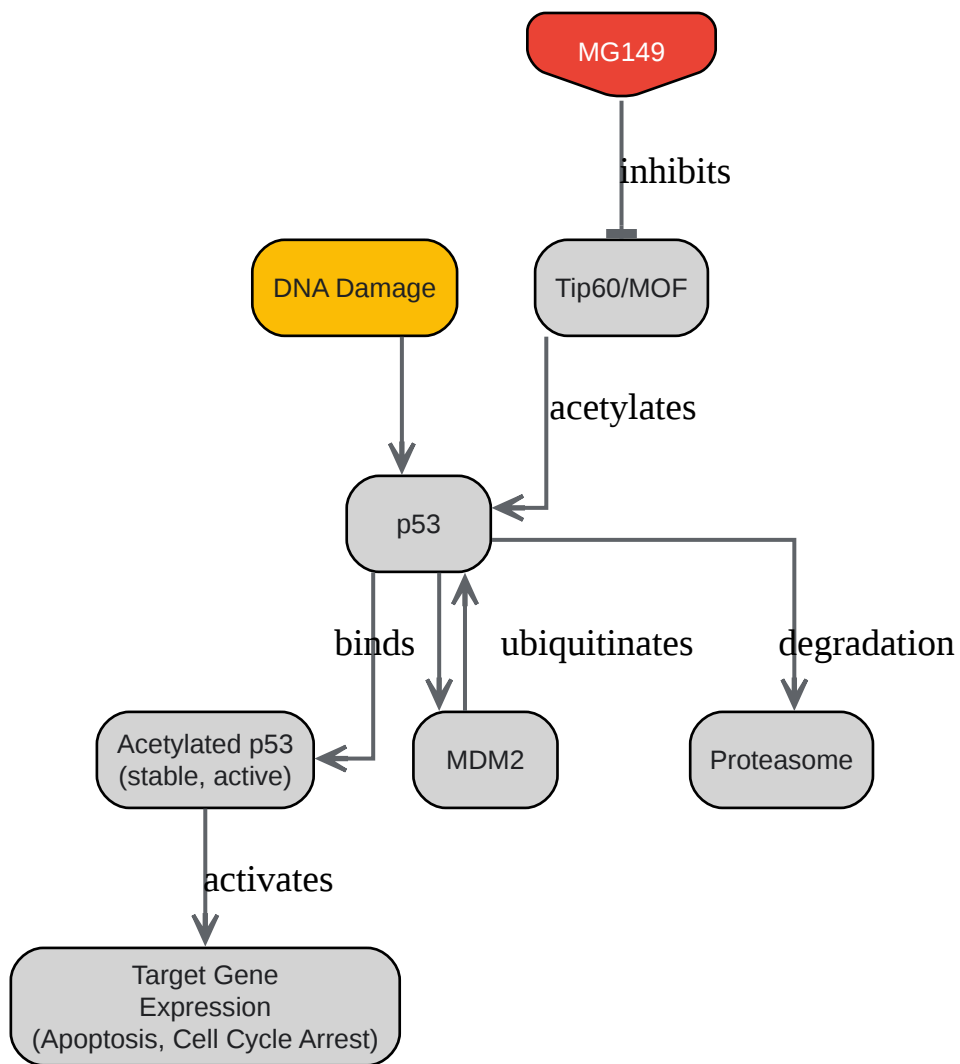 MG149
inhibits
DNA Damage
Tip60/MOF
acetylates
p53
binds
ubiquitinates
degradation
Acetylated p53
(stable, active)
MDM2
Proteasome
activates
Target Gene
Expression
(Apoptosis, Cell Cycle Arrest)